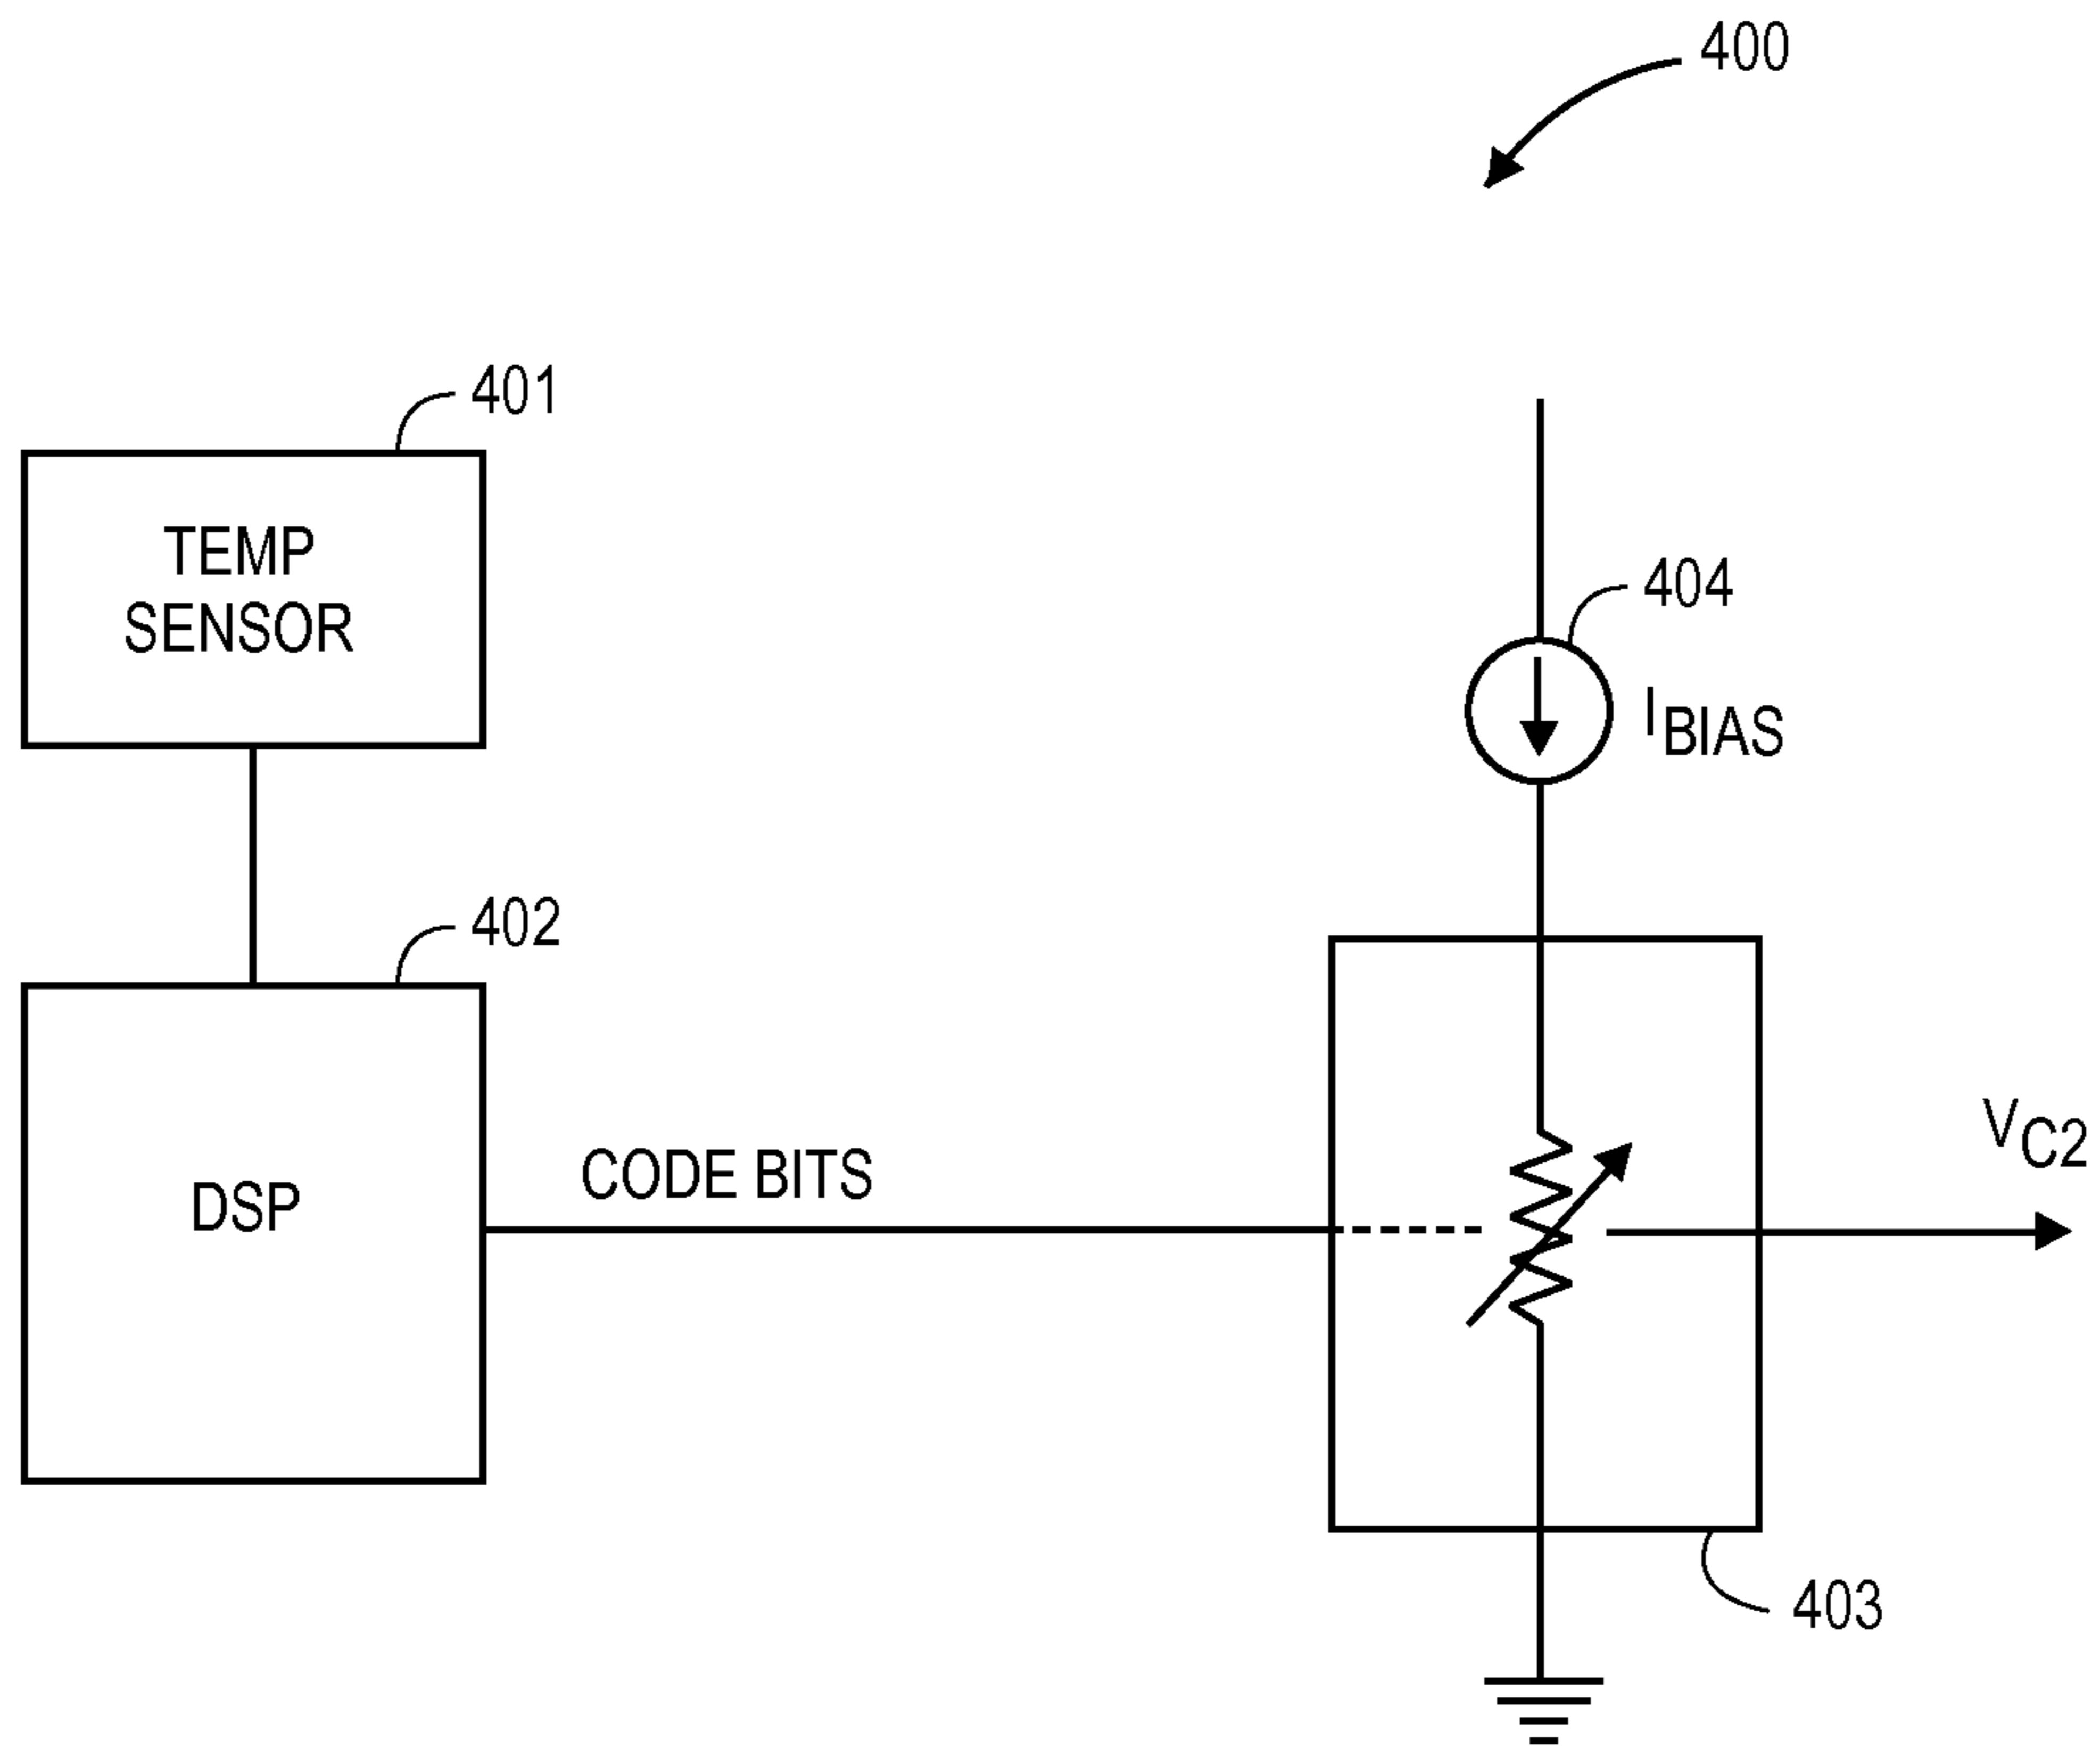 400
401
TEMP
SENSOR
404
IBIAS
402
DSP
CODE BITS
VC2
403